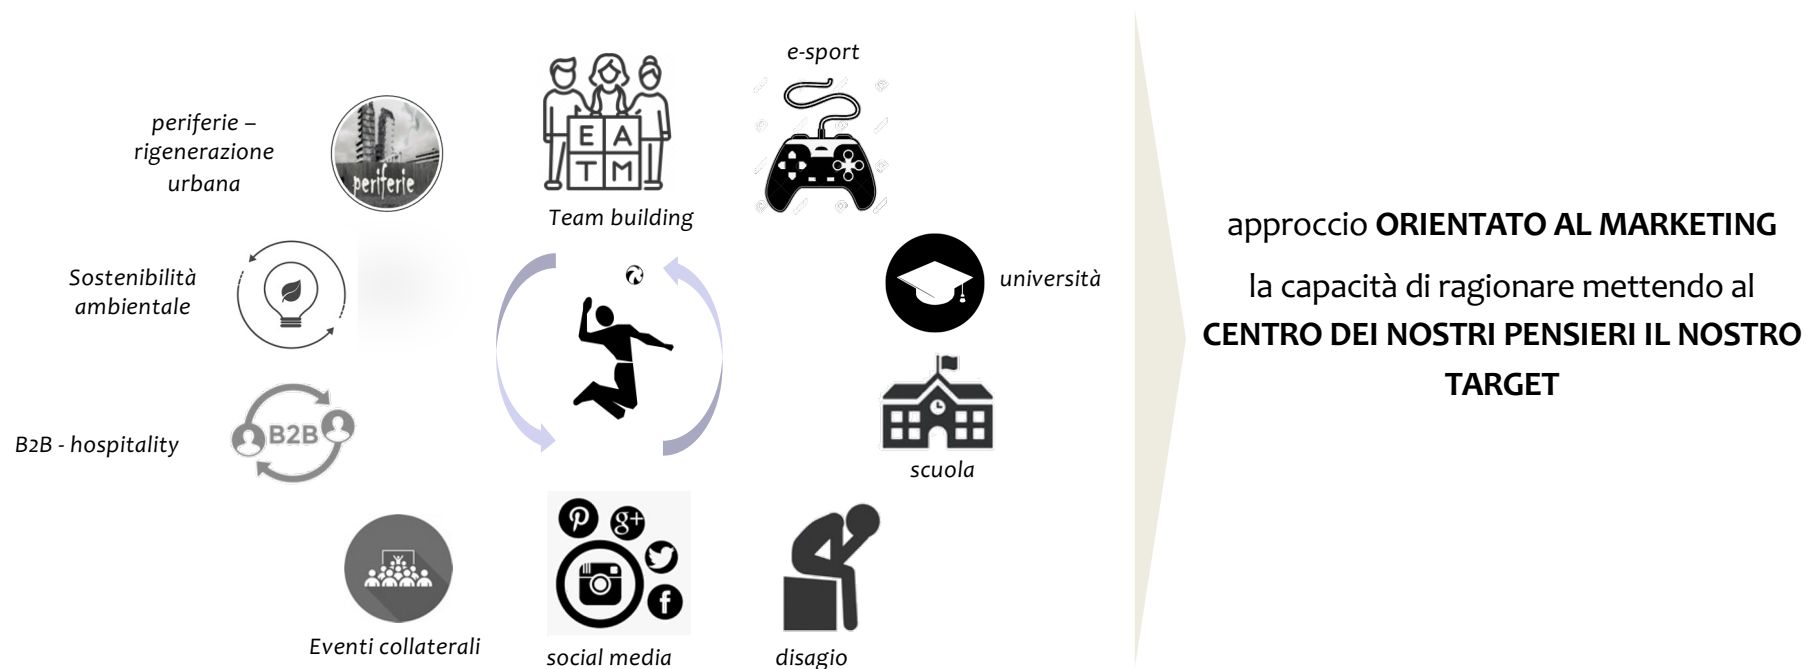 e-sport
periferie –
rigenerazione
urbana
periferie
E A
T M
Team building
Sostenibilità
ambientale
università
B2B - hospitality
B2B
scuola
g+
f
Eventi collaterali
social media
disagio
approccio ORIENTATO AL MARKETING
la capacità di ragionare mettendo al
CENTRO DEI NOSTRI PENSIERI IL NOSTRO
TARGET